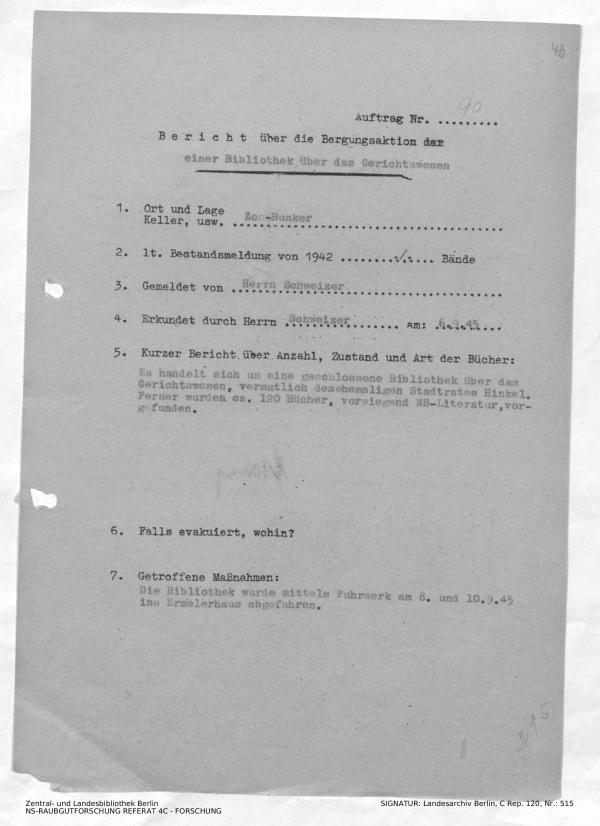 46
Auftrag Nr. ..90.....
B e r i c h t über die Bergungsaktion der
einer Bibliothek über das Gerichtswesen
1. Ort und Lage
Keller, usw. Zoo-Bunker
2. lt. Bestandsmeldung von 1942 ......./..... Bände
3. Gemeldet von Herrn Schweizer
4. Erkundet durch Herrn Schweizer am: 6.9.45
5. Kurzer Bericht über Anzahl, Zustand und Art der Bücher:
Es handelt sich um eine geschlossene Bibliothek über das
Gerichtswesen, vermutlich desehemaligen Stadtrates Hinkel.
Ferner wurden ca. 120 Bücher, vorwiegend NS-Literatur,vor-
gefunden.
6. Falls evakuiert, wohin?
7. Getroffene Maßnahmen:
Die Bibliothek wurde mittels Fuhrwerk am 8. und 10.9.45
ins Ermelerhaus abgefahren.
Zentral- und Landesbibliothek Berlin
NS-RAUBGUTFORSCHUNG REFERAT 4C - FORSCHUNG
SIGNATUR: Landesarchiv Berlin, C Rep. 120, Nr.: 515